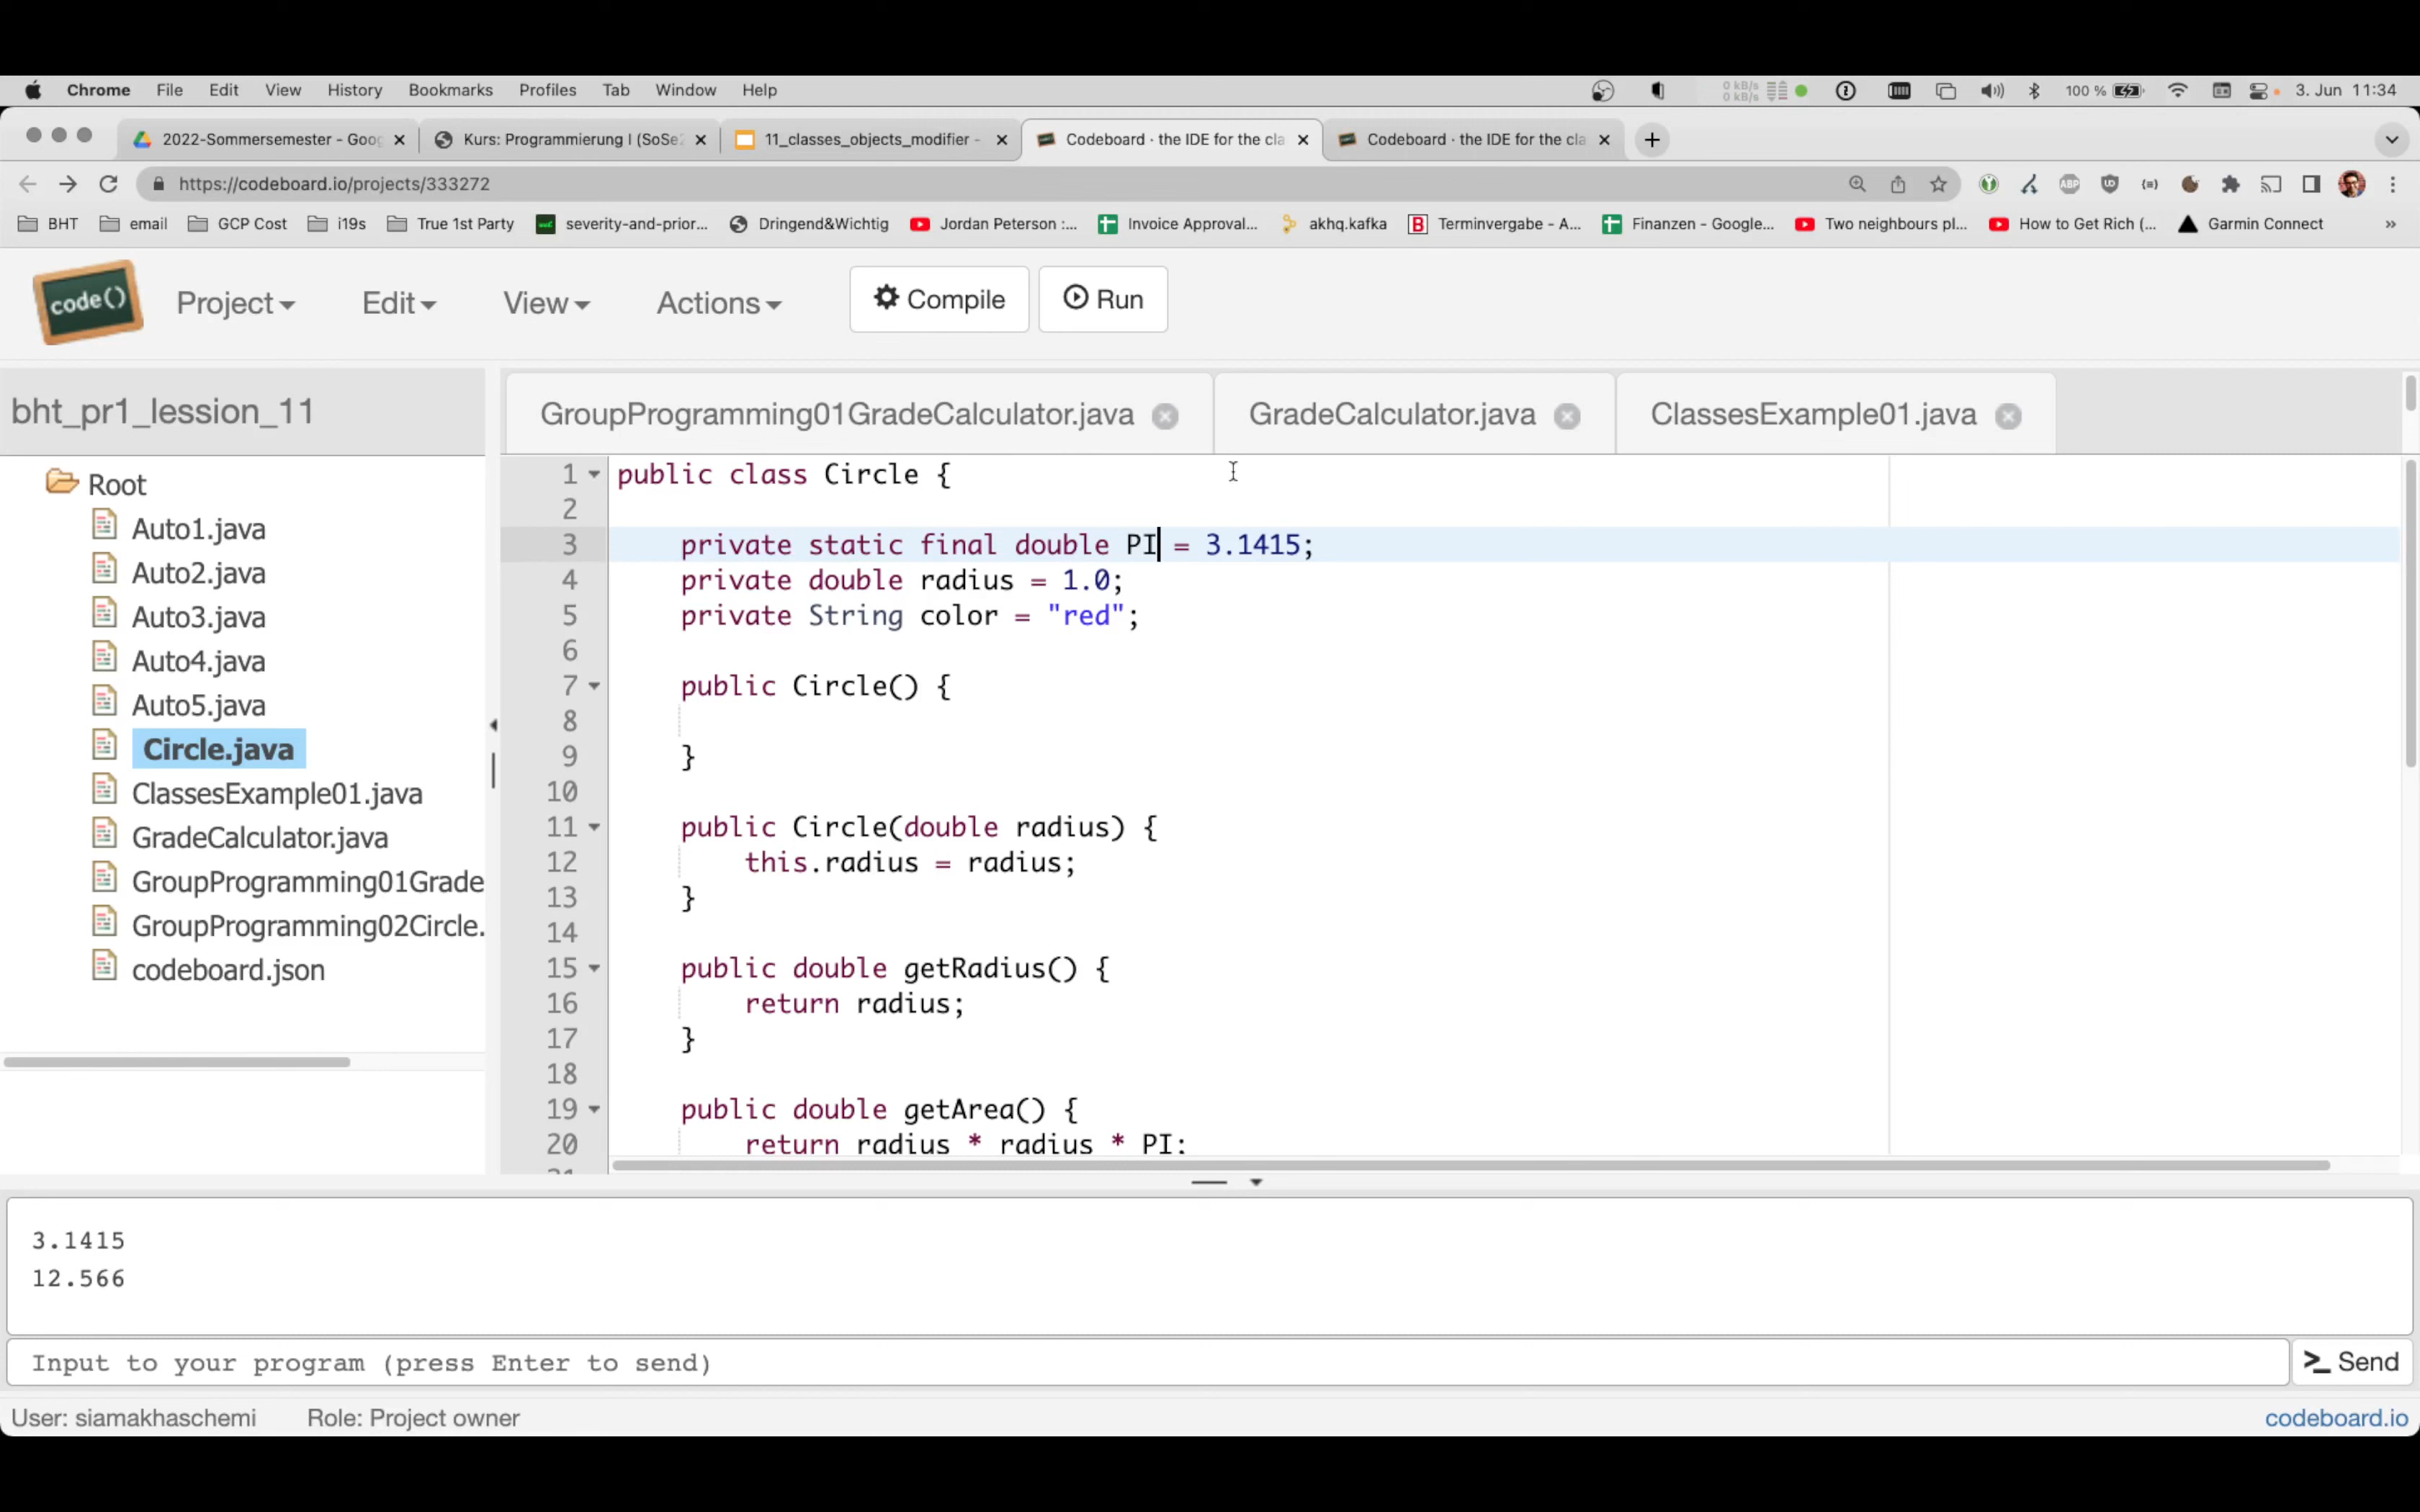 Chrome File Edit View History Bookmarks Profiles Tab Window Help 0 kB/s 0 kB/s 100 % 3. Jun 11:34
2022-Sommersemester – Goog Kurs: Programmierung I (SoSe2 11_classes_objects_modifier – Codeboard · the IDE for the cla Codeboard · the IDE for the cla
https://codeboard.io/projects/333272 ABP
BHT email GCP Cost i19s True 1st Party severity-and-prior... Dringend&Wichtig Jordan Peterson :... Invoice Approval... akhq.kafka B Terminvergabe – A... Finanzen – Google... Two neighbours pl... How to Get Rich (... Garmin Connect »
code() Project Edit View Actions Compile Run
bht_pr1_lession_11
Root
Auto1.java
Auto2.java
Auto3.java
Auto4.java
Auto5.java
Circle.java
ClassesExample01.java
GradeCalculator.java
GroupProgramming01Grade
GroupProgramming02Circle.
codeboard.json
GroupProgramming01GradeCalculator.java GradeCalculator.java ClassesExample01.java
1 public class Circle {
2
3 private static final double PI = 3.1415;
4 private double radius = 1.0;
5 private String color = "red";
6
7 public Circle() {
8
9 }
10
11 public Circle(double radius) {
12 this.radius = radius;
13 }
14
15 public double getRadius() {
16 return radius;
17 }
18
19 public double getArea() {
20 return radius * radius * PI;
3.1415
12.566
Input to your program (press Enter to send) >_ Send
User: siamakhaschemi Role: Project owner codeboard.io